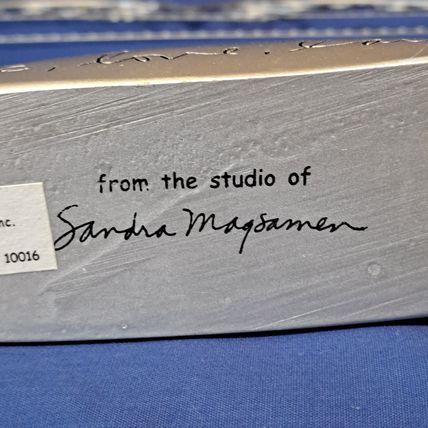 from the studio of
Sandra Magsamen
nc.
10016